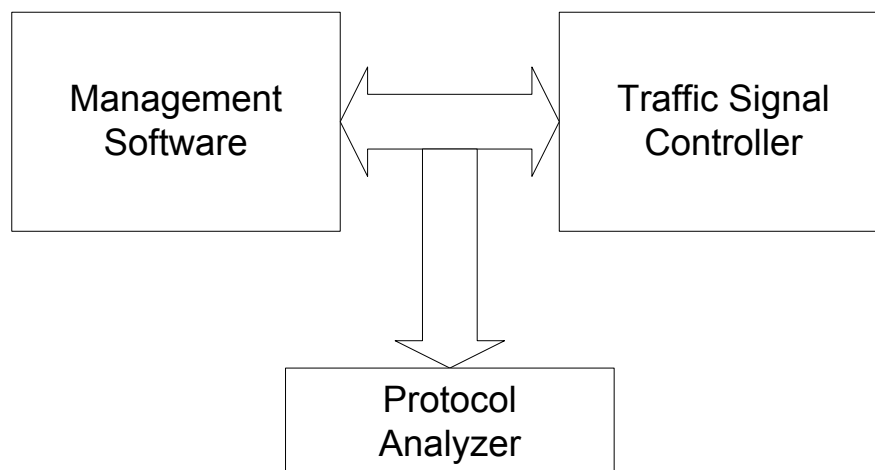 Management
Software
Traffic Signal
Controller
Protocol
Analyzer